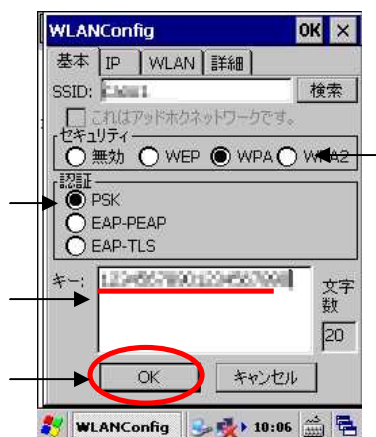 WLANConfig OK ×
基本 IP WLAN 詳細
SSID: 検索
これはアッドホクネットワークです。
セキュリティー
無効 WEP WPA WPA2
認証
PSK
EAP-PEAP
EAP-TLS
キー: 文字数
20
OK キャンセル
WLANConfig 10:06